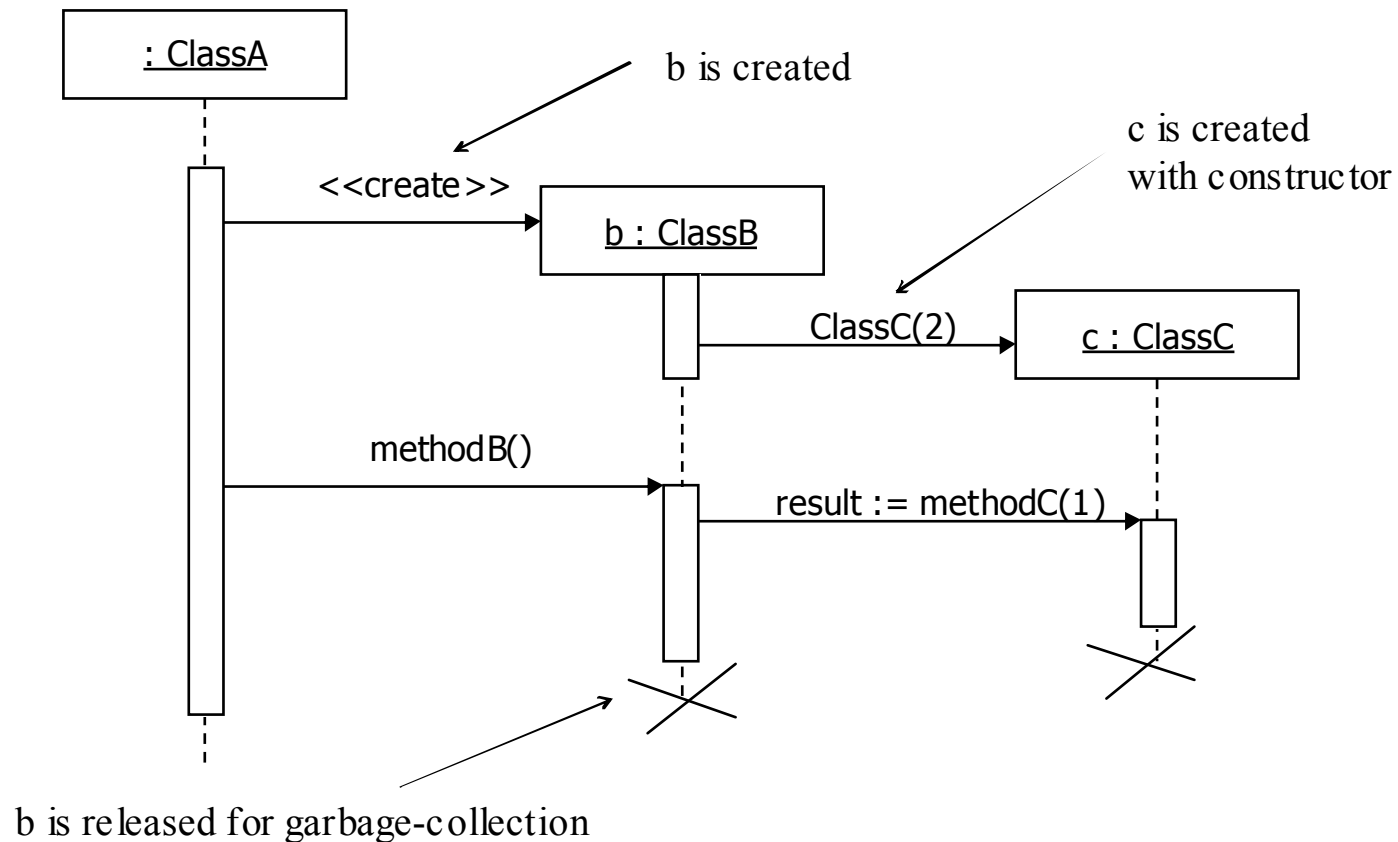 : ClassA
b is created
c is created
with constructor
<<create>>
b : ClassB
ClassC(2)
c : ClassC
methodB()
result := methodC(1)
b is released for garbage-collection